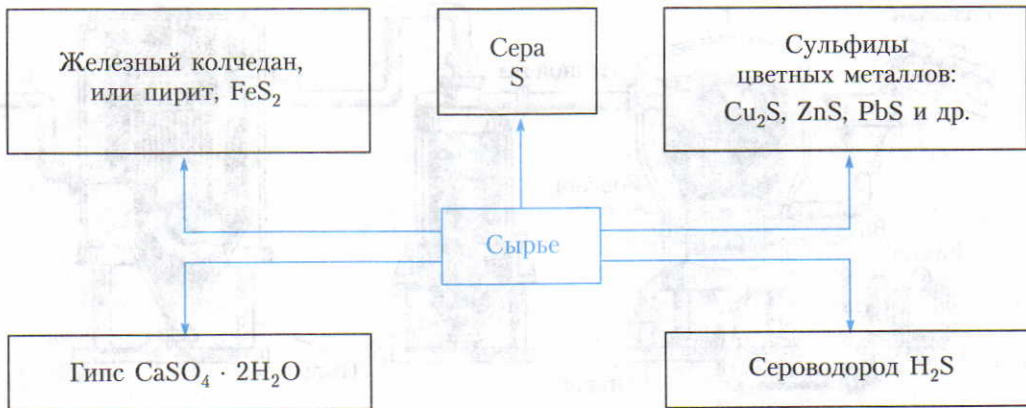 Железный колчедан,
или пирит, FeS₂
Сера
S
Сульфиды
цветных металлов:
Cu₂S, ZnS, PbS и др.
Сырье
Гипс CaSO₄ · 2H₂O
Сероводород H₂S